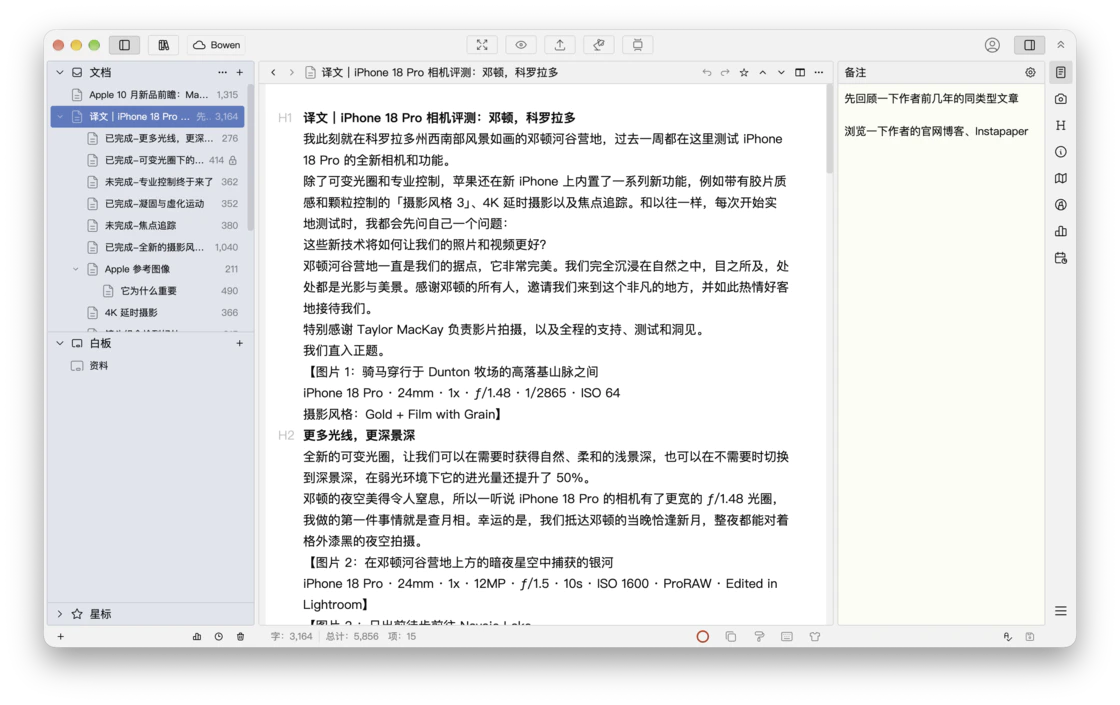 Bowen
文档
Apple 10 月新品前瞻：Ma... 1,315
译文｜iPhone 18 Pro ... 先... 3,164
已完成-更多光线，更深... 276
已完成-可变光圈下的... 414
未完成-专业控制终于来了 362
已完成-凝固与虚化运动 352
未完成-焦点追踪 380
已完成-全新的摄影风... 1,040
Apple 参考图像 211
它为什么重要 490
4K 延时摄影 366
白板
资料
星标
译文｜iPhone 18 Pro 相机评测：邓顿，科罗拉多
H1 译文｜iPhone 18 Pro 相机评测：邓顿，科罗拉多
我此刻就在科罗拉多州西南部风景如画的邓顿河谷营地，过去一周都在这里测试 iPhone
18 Pro 的全新相机和功能。
除了可变光圈和专业控制，苹果还在新 iPhone 上内置了一系列新功能，例如带有胶片质
感和颗粒控制的「摄影风格 3」、4K 延时摄影以及焦点追踪。和以往一样，每次开始实
地测试时，我都会先问自己一个问题：
这些新技术将如何让我们的照片和视频更好？
邓顿河谷营地一直是我们的据点，它非常完美。我们完全沉浸在自然之中，目之所及，处
处都是光影与美景。感谢邓顿的所有人，邀请我们来到这个非凡的地方，并如此热情好客
地接待我们。
特别感谢 Taylor MacKay 负责影片拍摄，以及全程的支持、测试和洞见。
我们直入正题。
【图片 1：骑马穿行于 Dunton 牧场的高落基山脉之间
iPhone 18 Pro · 24mm · 1x · ƒ/1.48 · 1/2865 · ISO 64
摄影风格：Gold + Film with Grain】
H2 更多光线，更深景深
全新的可变光圈，让我们可以在需要时获得自然、柔和的浅景深，也可以在不需要时切换
到深景深，在弱光环境下它的进光量还提升了 50%。
邓顿的夜空美得令人窒息，所以一听说 iPhone 18 Pro 的相机有了更宽的 ƒ/1.48 光圈，
我做的第一件事情就是查月相。幸运的是，我们抵达邓顿的当晚恰逢新月，整夜都能对着
格外漆黑的夜空拍摄。
【图片 2：在邓顿河谷营地上方的暗夜星空中捕获的银河
iPhone 18 Pro · 24mm · 1x · 12MP · ƒ/1.5 · 10s · ISO 1600 · ProRAW · Edited in
Lightroom】
字：3,164 总计：5,856 项：15
备注
先回顾一下作者前几年的同类型文章
浏览一下作者的官网博客、Instapaper